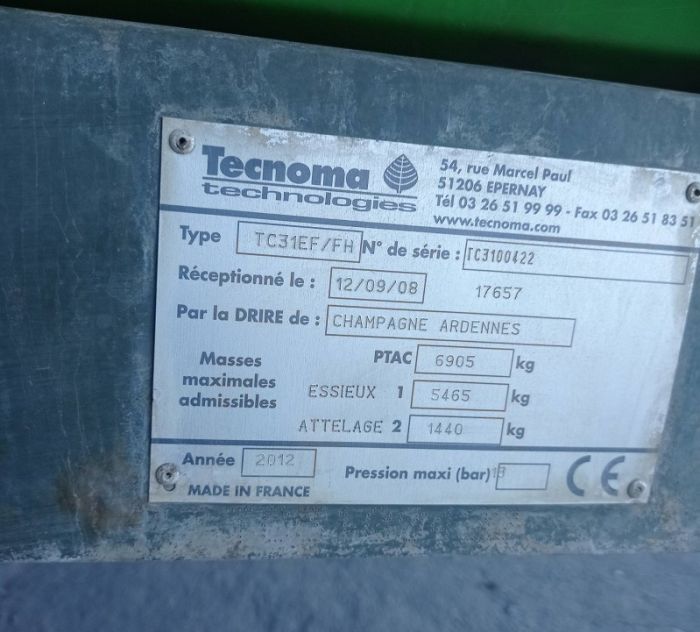 Tecnoma
technologies
54, rue Marcel Paul
51206 EPERNAY
Tél 03 26 51 99 99 - Fax 03 26 51 83 51
www.tecnoma.com
Type TC31EF/FH N° de série : TC3100422
Réceptionné le : 12/09/08 17657
Par la DRIRE de : CHAMPAGNE ARDENNES
Masses maximales admissibles
PTAC 6905 kg
ESSIEUX 1 5465 kg
ATTELAGE 2 1440 kg
Année 2012 Pression maxi (bar) CE
MADE IN FRANCE